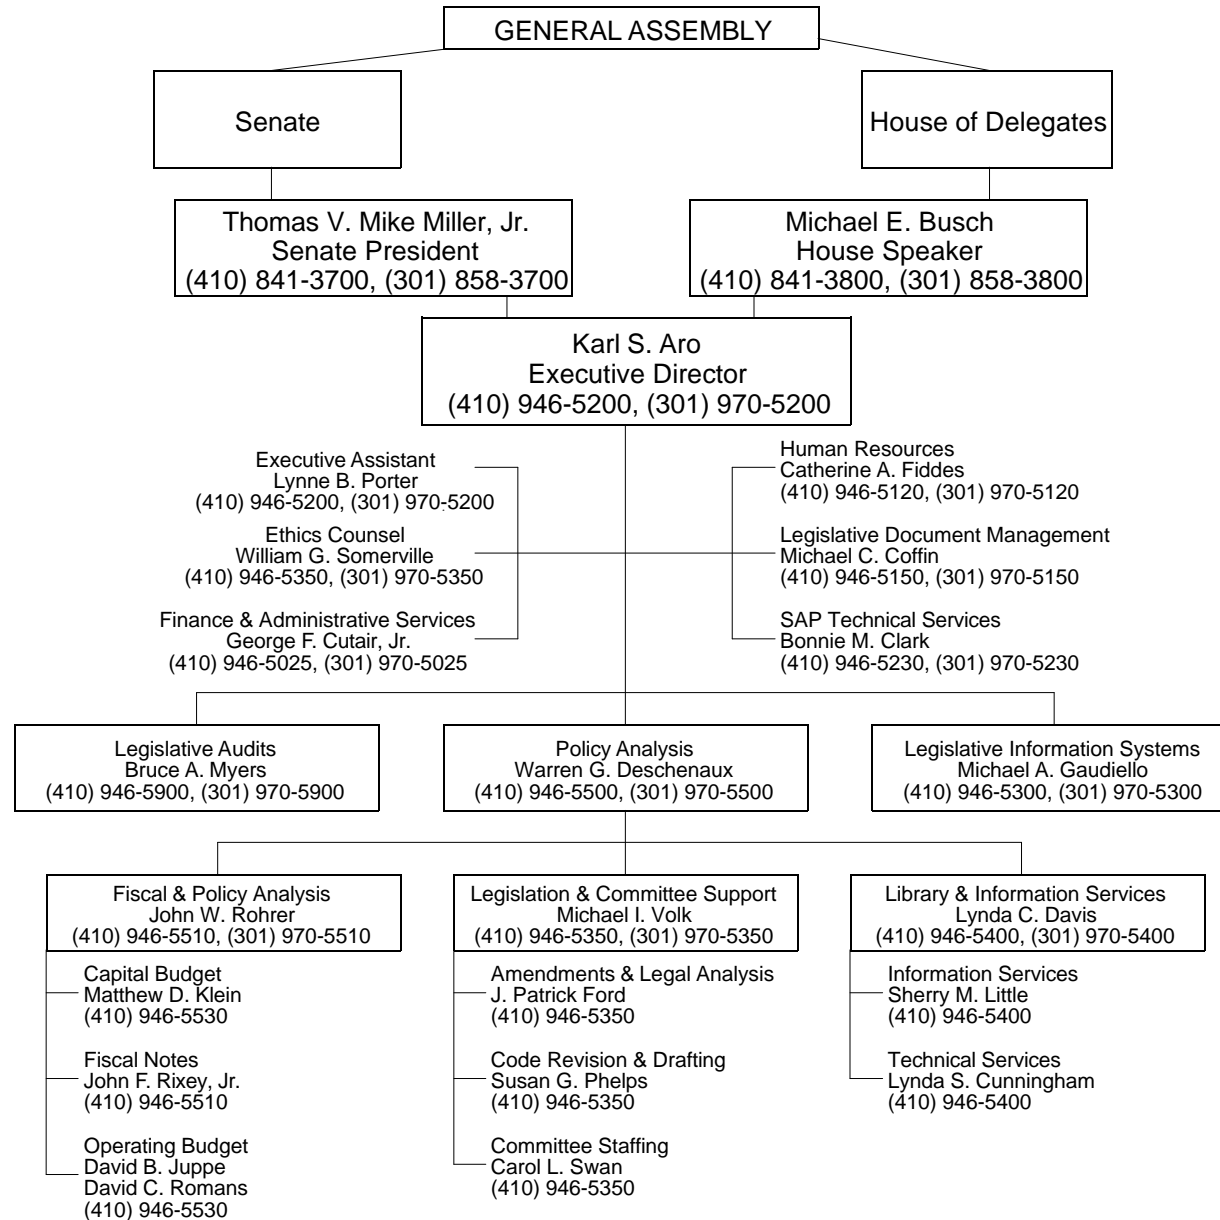 GENERAL ASSEMBLY
Senate
House of Delegates
Thomas V. Mike Miller, Jr.
Senate President
(410) 841-3700, (301) 858-3700
Michael E. Busch
House Speaker
(410) 841-3800, (301) 858-3800
Karl S. Aro
Executive Director
(410) 946-5200, (301) 970-5200
Executive Assistant
Lynne B. Porter
(410) 946-5200, (301) 970-5200
Ethics Counsel
William G. Somerville
(410) 946-5350, (301) 970-5350
Finance & Administrative Services
George F. Cutair, Jr.
(410) 946-5025, (301) 970-5025
Human Resources
Catherine A. Fiddes
(410) 946-5120, (301) 970-5120
Legislative Document Management
Michael C. Coffin
(410) 946-5150, (301) 970-5150
SAP Technical Services
Bonnie M. Clark
(410) 946-5230, (301) 970-5230
Legislative Audits
Bruce A. Myers
(410) 946-5900, (301) 970-5900
Policy Analysis
Warren G. Deschenaux
(410) 946-5500, (301) 970-5500
Legislative Information Systems
Michael A. Gaudiello
(410) 946-5300, (301) 970-5300
Fiscal & Policy Analysis
John W. Rohrer
(410) 946-5510, (301) 970-5510
Capital Budget
Matthew D. Klein
(410) 946-5530
Fiscal Notes
John F. Rixey, Jr.
(410) 946-5510
Operating Budget
David B. Juppe
David C. Romans
(410) 946-5530
Legislation & Committee Support
Michael I. Volk
(410) 946-5350, (301) 970-5350
Amendments & Legal Analysis
J. Patrick Ford
(410) 946-5350
Code Revision & Drafting
Susan G. Phelps
(410) 946-5350
Committee Staffing
Carol L. Swan
(410) 946-5350
Library & Information Services
Lynda C. Davis
(410) 946-5400, (301) 970-5400
Information Services
Sherry M. Little
(410) 946-5400
Technical Services
Lynda S. Cunningham
(410) 946-5400